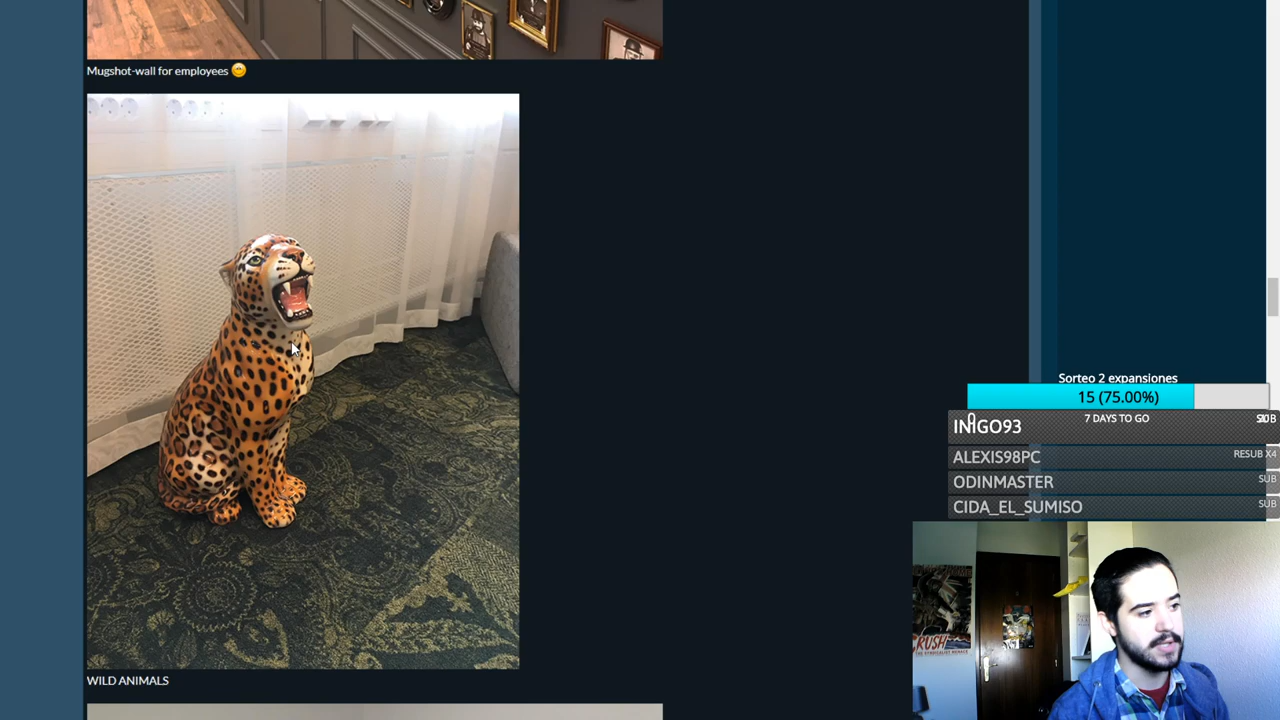 Mugshot-wall for employees
WILD ANIMALS
Sorteo 2 expansiones
15 (75.00%)
7 DAYS TO GO
INIGO93
ALEXIS98PC RESUB X4
ODINMASTER SUB
CIDA_EL_SUMISO SUB
CRUSH